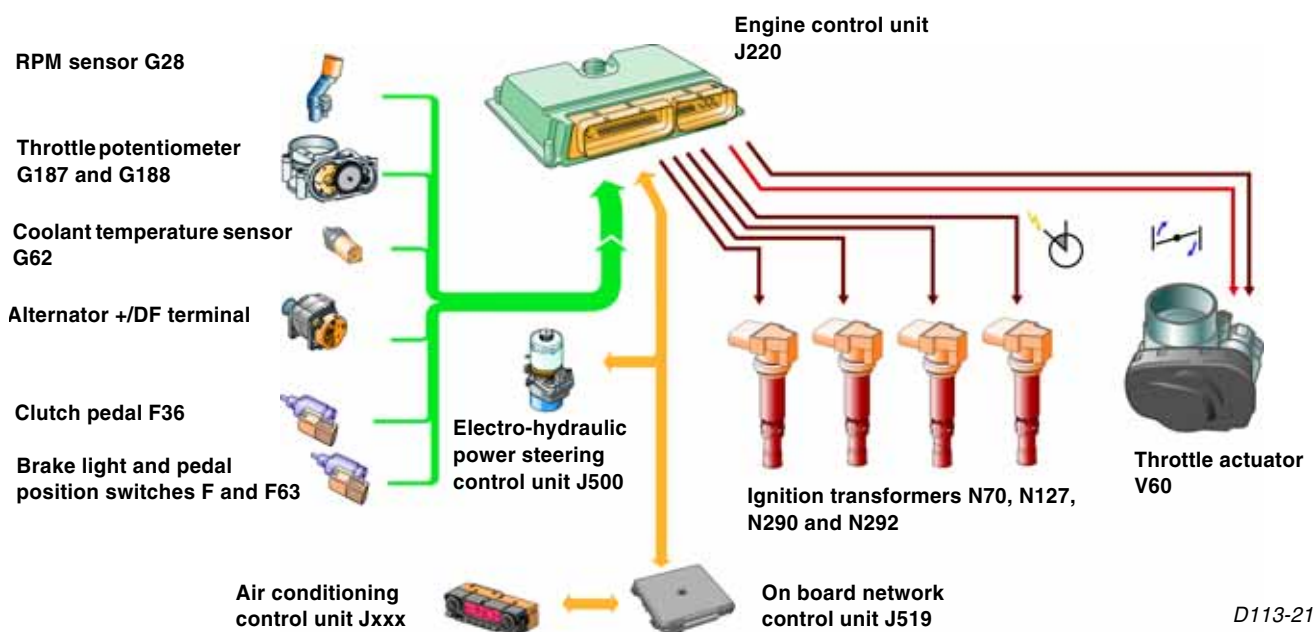 Engine control unit
J220
RPM sensor G28
Throttle potentiometer
G187 and G188
Coolant temperature sensor
G62
Alternator +/DF terminal
Clutch pedal F36
Brake light and pedal
position switches F and F63
Electro-hydraulic
power steering
control unit J500
Ignition transformers N70, N127,
N290 and N292
Throttle actuator
V60
Air conditioning
control unit Jxxx
On board network
control unit J519
D113-21